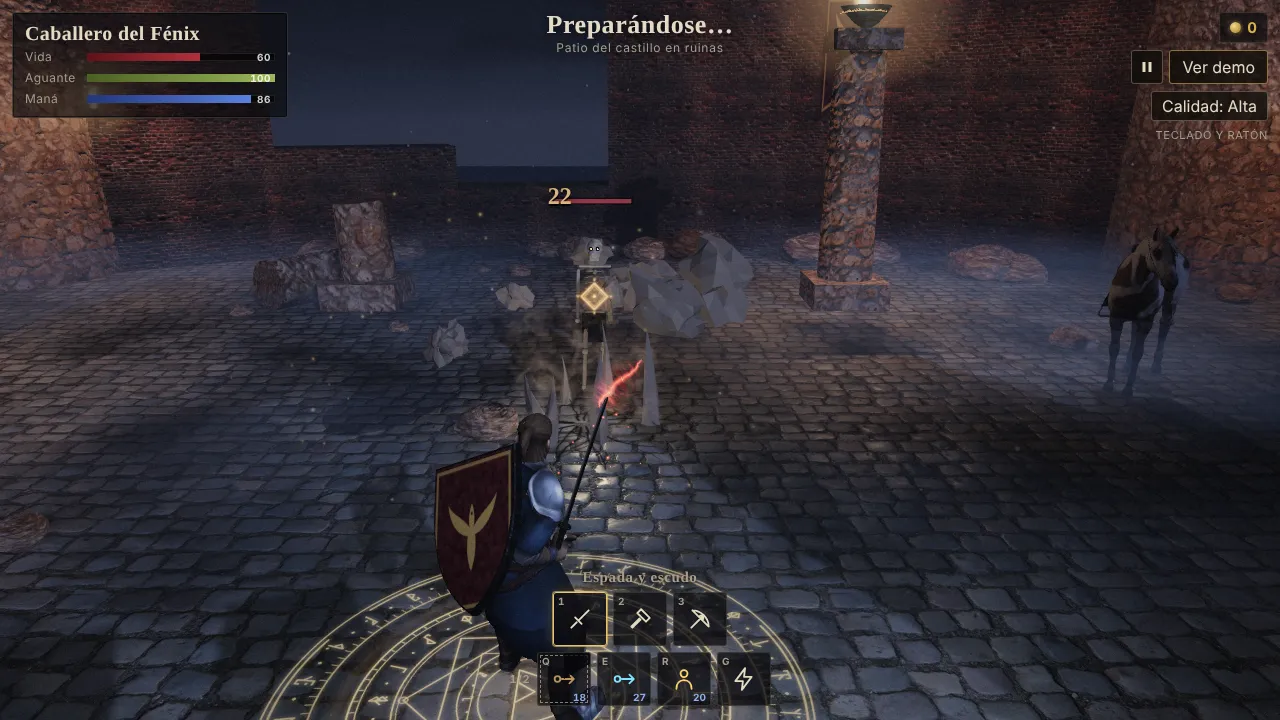 Caballero del Fénix
Vida 60
Aguante 100
Maná 86
Preparándose…
Patio del castillo en ruinas
0
Ver demo
Calidad: Alta
TECLADO Y RATÓN
22
Espada y escudo
1 2 3
Q E R G
18 27 20